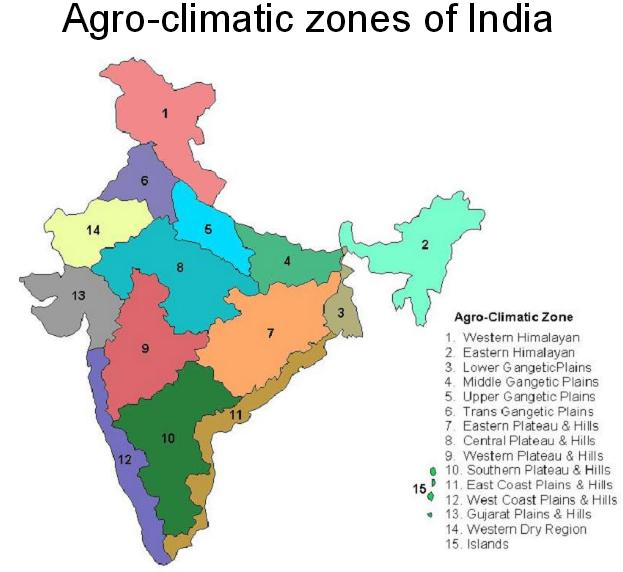 Agro-climatic zones of India
1
6
14
5
2
4
8
13
3
7
9
11
10
12
15
Agro-Climatic Zone
1. Western Himalayan
2. Eastern Himalayan
3. Lower GangeticPlains
4. Middle Gangetic Plains
5. Upper Gangetic Plains
6. Trans Gangetic Plains
7. Eastern Plateau & Hills
8. Central Plateau & Hills
9. Western Plateau & Hills
10. Southern Plateau & Hills
11. East Coast Plains & Hills
12. West Coast Plains & Hills
13. Gujarat Plains & Hills
14. Western Dry Region
15. Islands